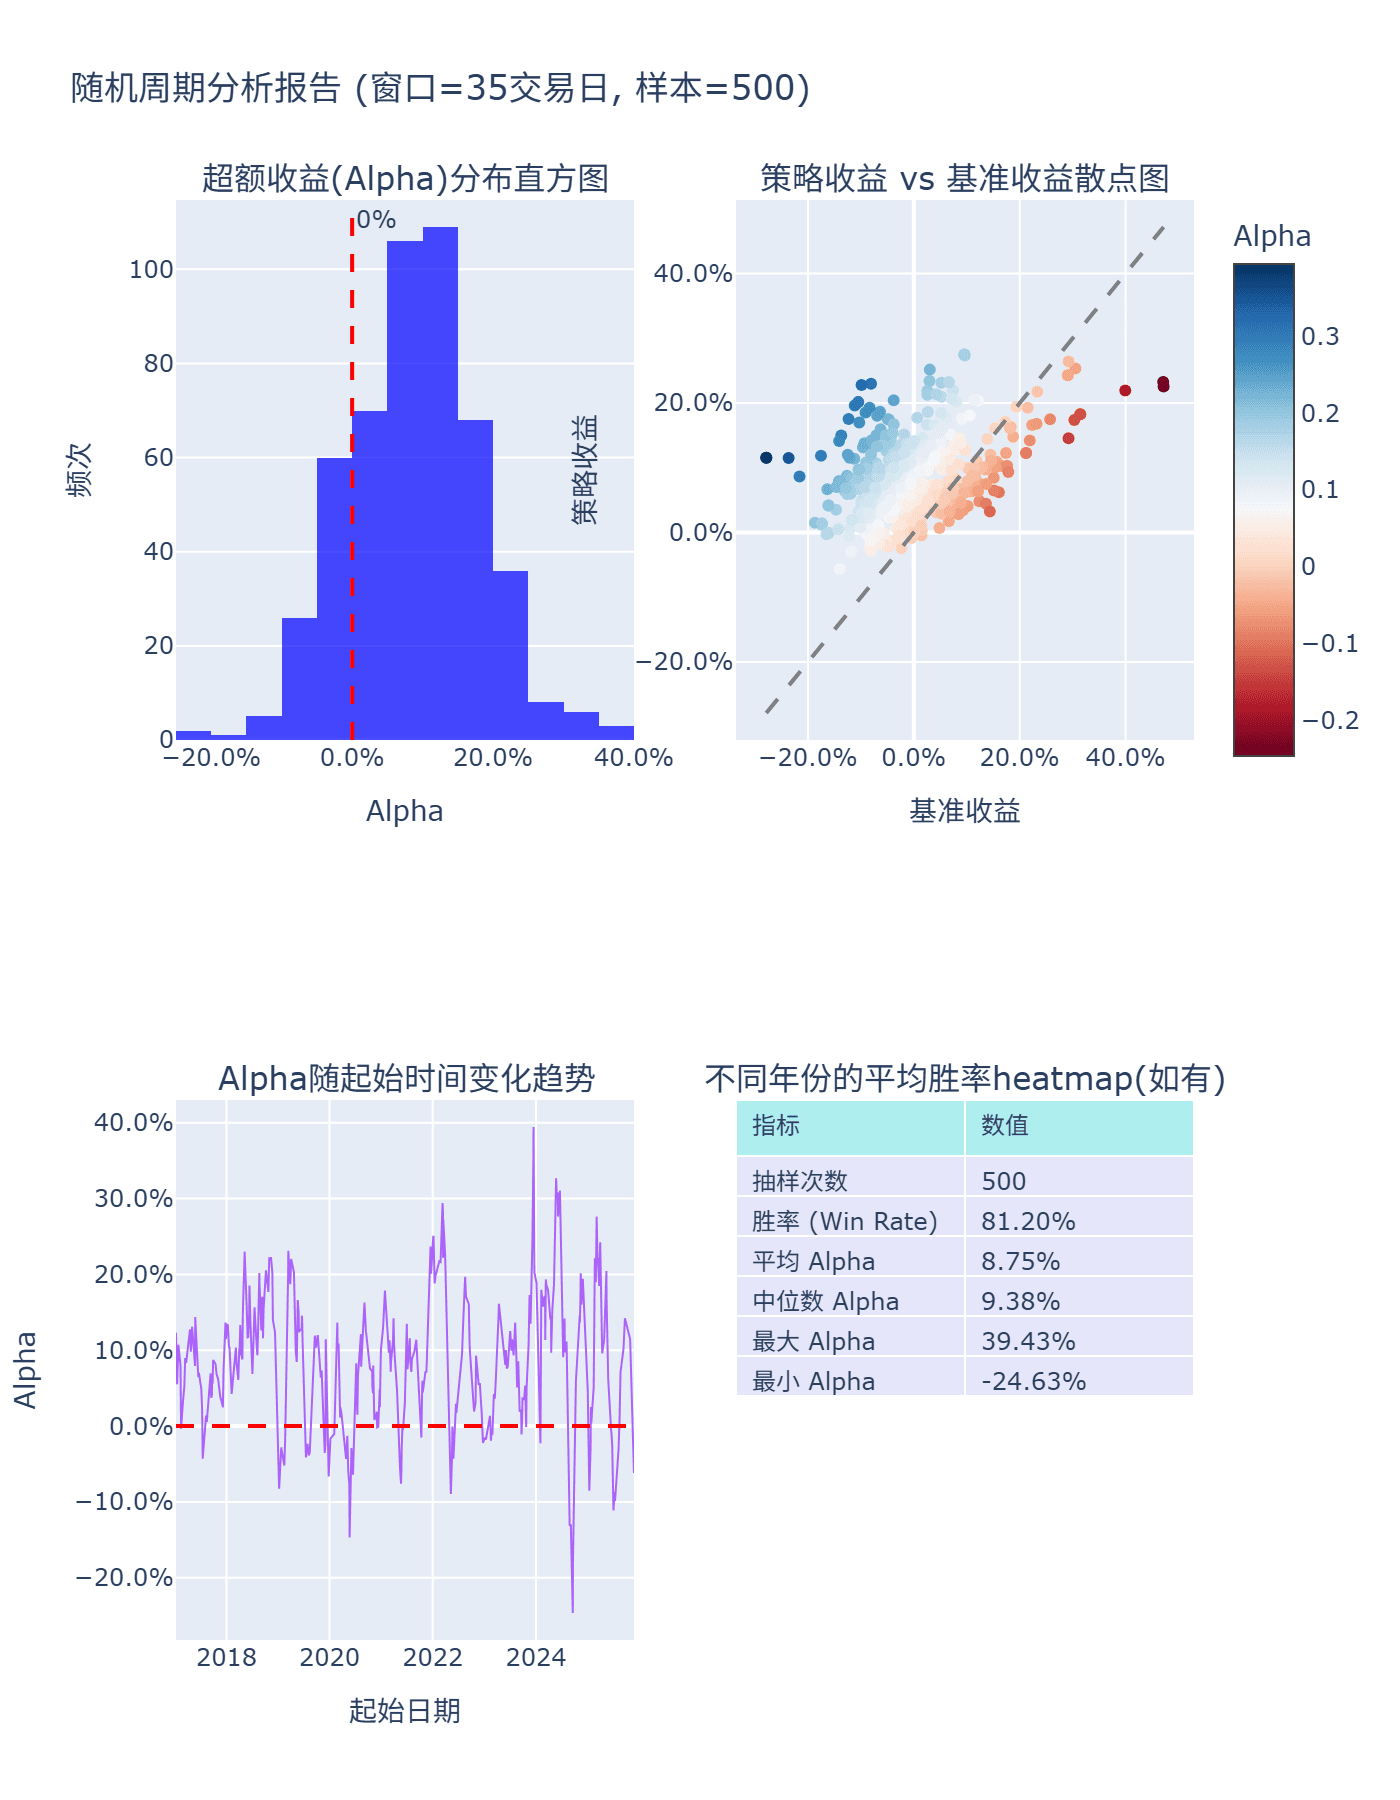 随机周期分析报告 (窗口=35交易日, 样本=500)
超额收益(Alpha)分布直方图
0%
100
80
60
40
20
0
频次
−20.0%
0.0%
20.0%
40.0%
Alpha
策略收益 vs 基准收益散点图
40.0%
20.0%
0.0%
−20.0%
策略收益
−20.0%
0.0%
20.0%
40.0%
基准收益
Alpha
0.3
0.2
0.1
0
−0.1
−0.2
Alpha随起始时间变化趋势
40.0%
30.0%
20.0%
10.0%
0.0%
−10.0%
−20.0%
Alpha
2018
2020
2022
2024
起始日期
不同年份的平均胜率heatmap(如有)
指标 数值
抽样次数 500
胜率 (Win Rate) 81.20%
平均 Alpha 8.75%
中位数 Alpha 9.38%
最大 Alpha 39.43%
最小 Alpha -24.63%